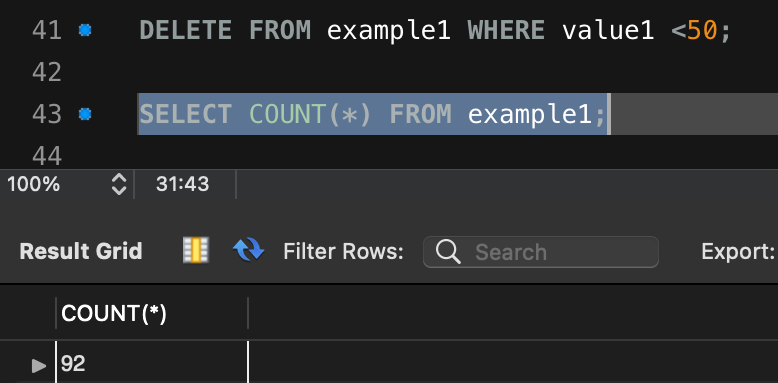 41 DELETE FROM example1 WHERE value1 <50;
42
43 SELECT COUNT(*) FROM example1;
44
100% 31:43
Result Grid Filter Rows: Search Export:
COUNT(*)
92